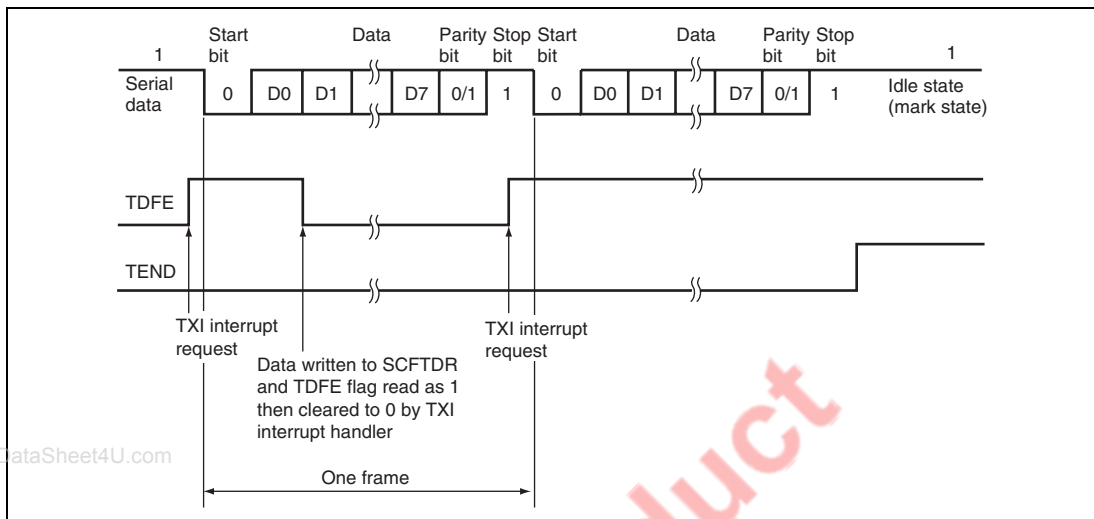 Start bit
Data
Parity bit
Stop bit
Start bit
Data
Parity bit
Stop bit
1
1
Serial data
0
D0
D1
D7
0/1
1
0
D0
D1
D7
0/1
1
Idle state
(mark state)
TDFE
TEND
TXI interrupt
request
Data written to SCFTDR
and TDFE flag read as 1
then cleared to 0 by TXI
interrupt handler
TXI interrupt
request
One frame
DataSheet4U.com